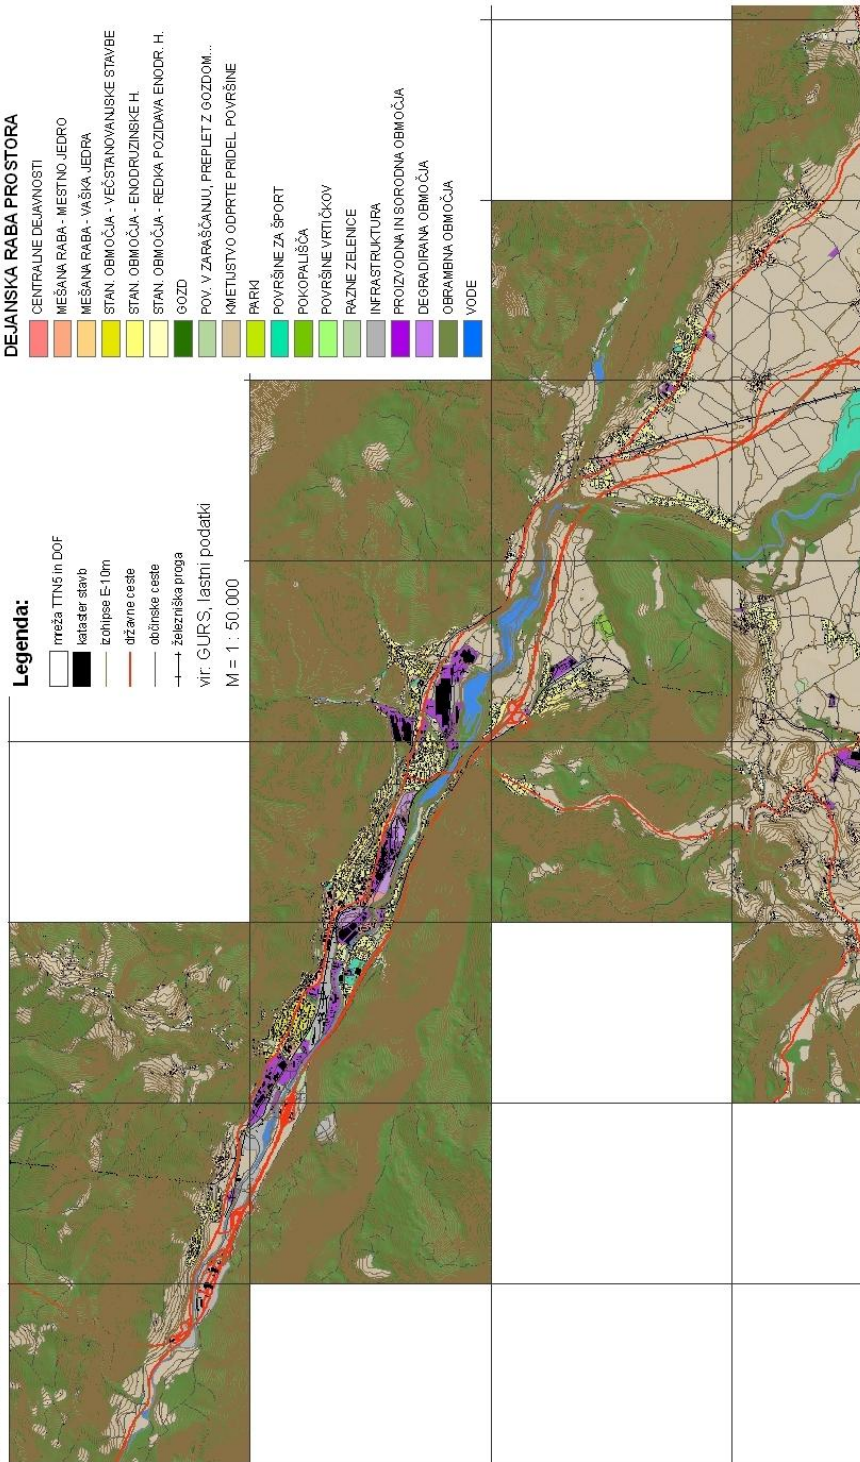 DEJANSKA RABA PROSTORA
CENTRALNE DEJAVNOSTI
MEŠANA RABA - MESTNO JEDRO
MEŠANA RABA - VAŠKA JEDRA
STAN. OBMOČJA - VEČSTANOVANJSKE STAVBE
STAN. OBMOČJA - ENODRUZINSKE H.
STAN. OBMOČJA - REDKA POZIDAVA ENODR. H.
GOZD
POV. V ZARAŠČANJU, PREPLET Z GOZDOM...
KMETIJSTVO ODPRTE PRIDEL. POVRŠINE
PARKI
POVRŠINE ZA ŠPORT
POKOPALIŠČA
POVRŠINE VRTIČKOV
RAZNE ZELENICE
INFRASTRUKTURA
PROIZVODNA IN SORODNA OBMOČJA
DEGRADIRANA OBMOČJA
OBRAMBNA OBMOČJA
VODE
Legenda:
mreža TTN5 in DOF
kataster stavb
izohipse E-10m
državne ceste
občinske ceste
železniška proga
vir: GURS, lastni podatki
M = 1 : 50.000